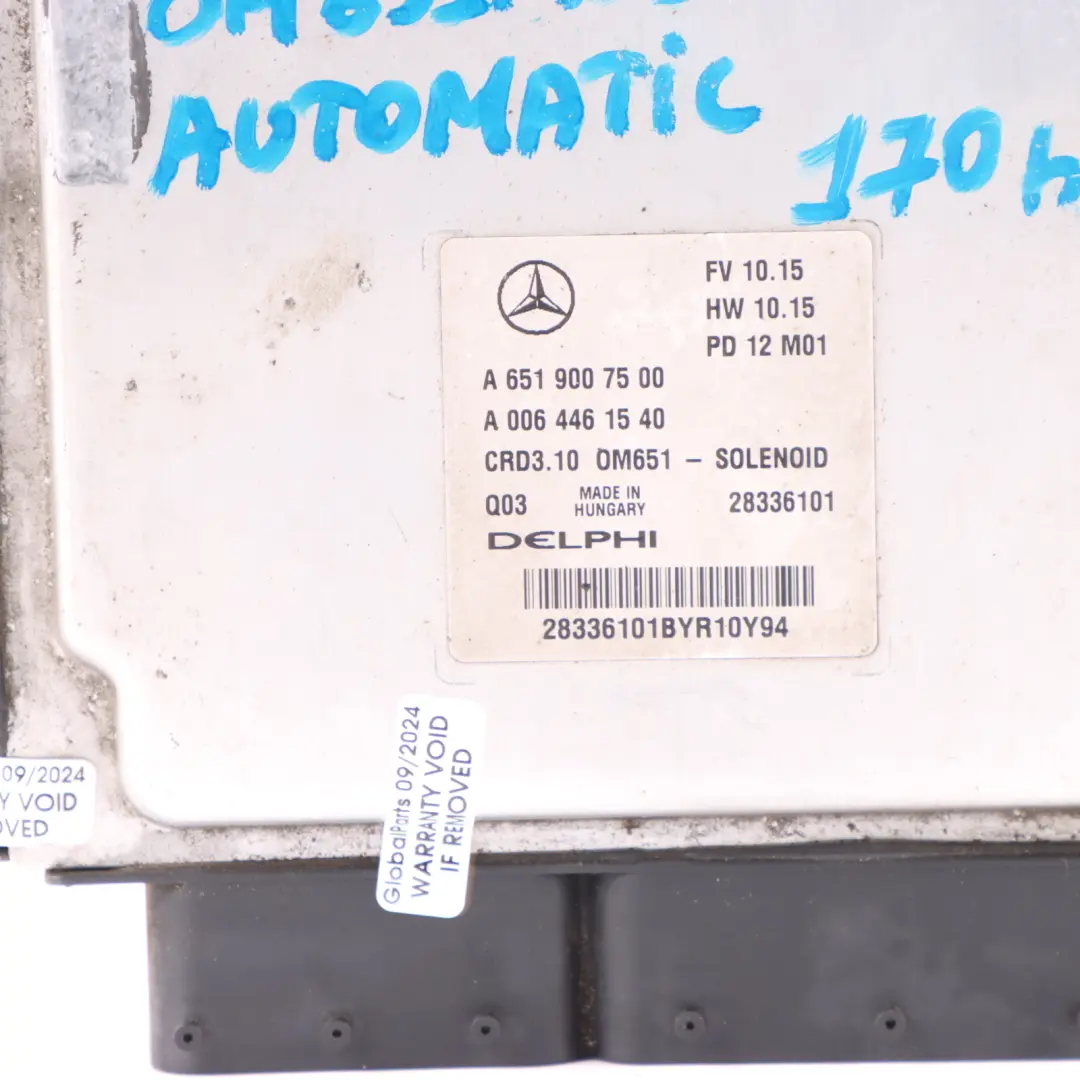 AUTOMATIC
170
FV 10.15
HW 10.15
PD 12 M01
A 651 900 75 00
A 006 446 15 40
CRD3.10 OM651 - SOLENOID
Q03 MADE IN HUNGARY 28336101
DELPHI
28336101BYR10Y94
GlobalParts 09/2024
WARRANTY VOID
IF REMOVED
09/2024
VOID